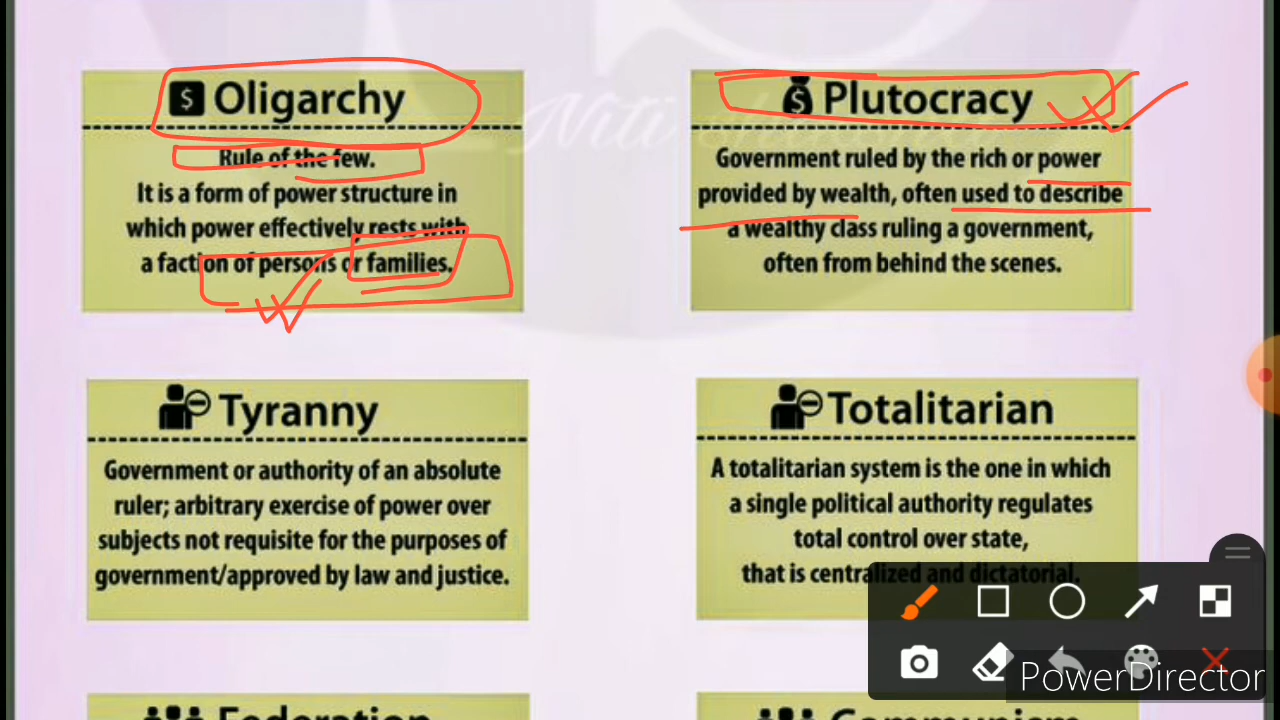 Oligarchy
Rule of the few.
It is a form of power structure in
which power effectively rests with
a faction of persons or families.
Plutocracy
Government ruled by the rich or power
provided by wealth, often used to describe
a wealthy class ruling a government,
often from behind the scenes.
Tyranny
Government or authority of an absolute
ruler; arbitrary exercise of power over
subjects not requisite for the purposes of
government/approved by law and justice.
Totalitarian
A totalitarian system is the one in which
a single political authority regulates
total control over state,
that is centralized and dictatorial.
Federation
Communism
PowerDirector
Niti